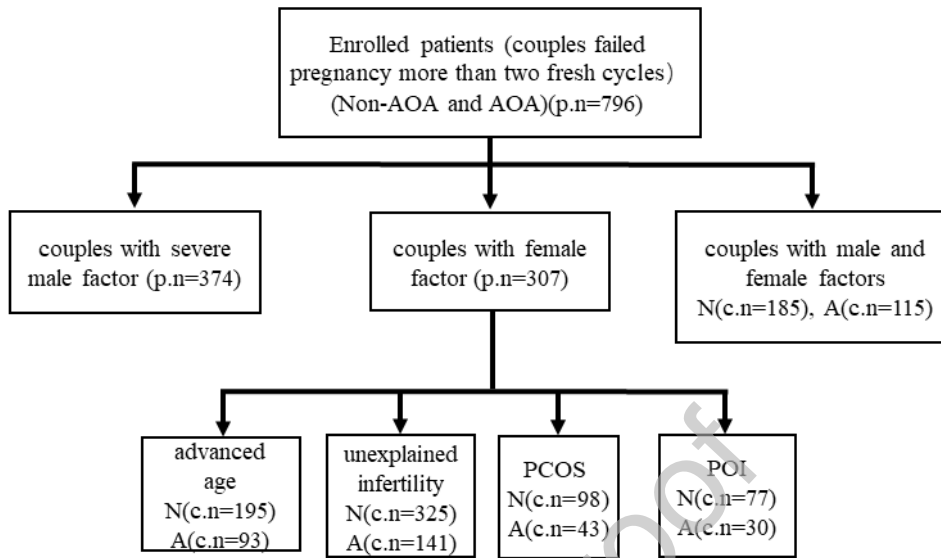 Enrolled patients (couples failed
pregnancy more than two fresh cycles)
(Non-AOA and AOA)(p.n=796)
couples with severe
male factor (p.n=374)
couples with female
factor (p.n=307)
couples with male and
female factors
N(c.n=185), A(c.n=115)
advanced
age
N(c.n=195)
A(c.n=93)
unexplained
infertility
N(c.n=325)
A(c.n=141)
PCOS
N(c.n=98)
A(c.n=43)
POI
N(c.n=77)
A(c.n=30)
roof